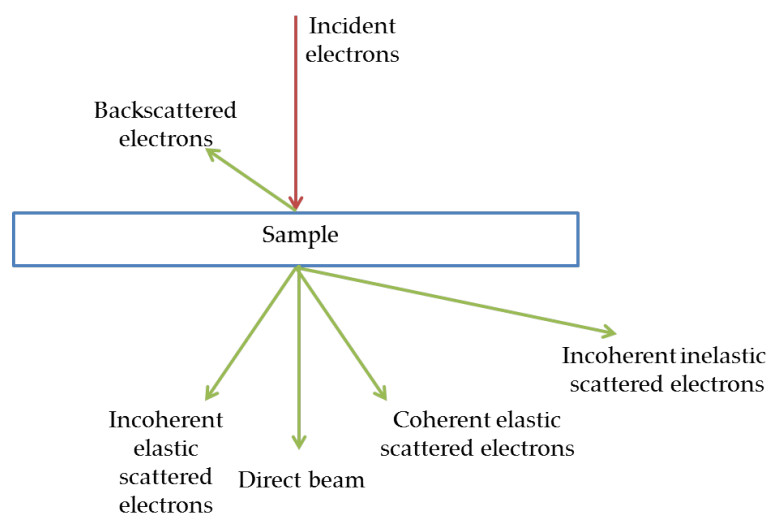 Incident
electrons
Backscattered
electrons
Sample
Incoherent inelastic
scattered electrons
Incoherent
elastic
scattered
electrons
Direct beam
Coherent elastic
scattered electrons